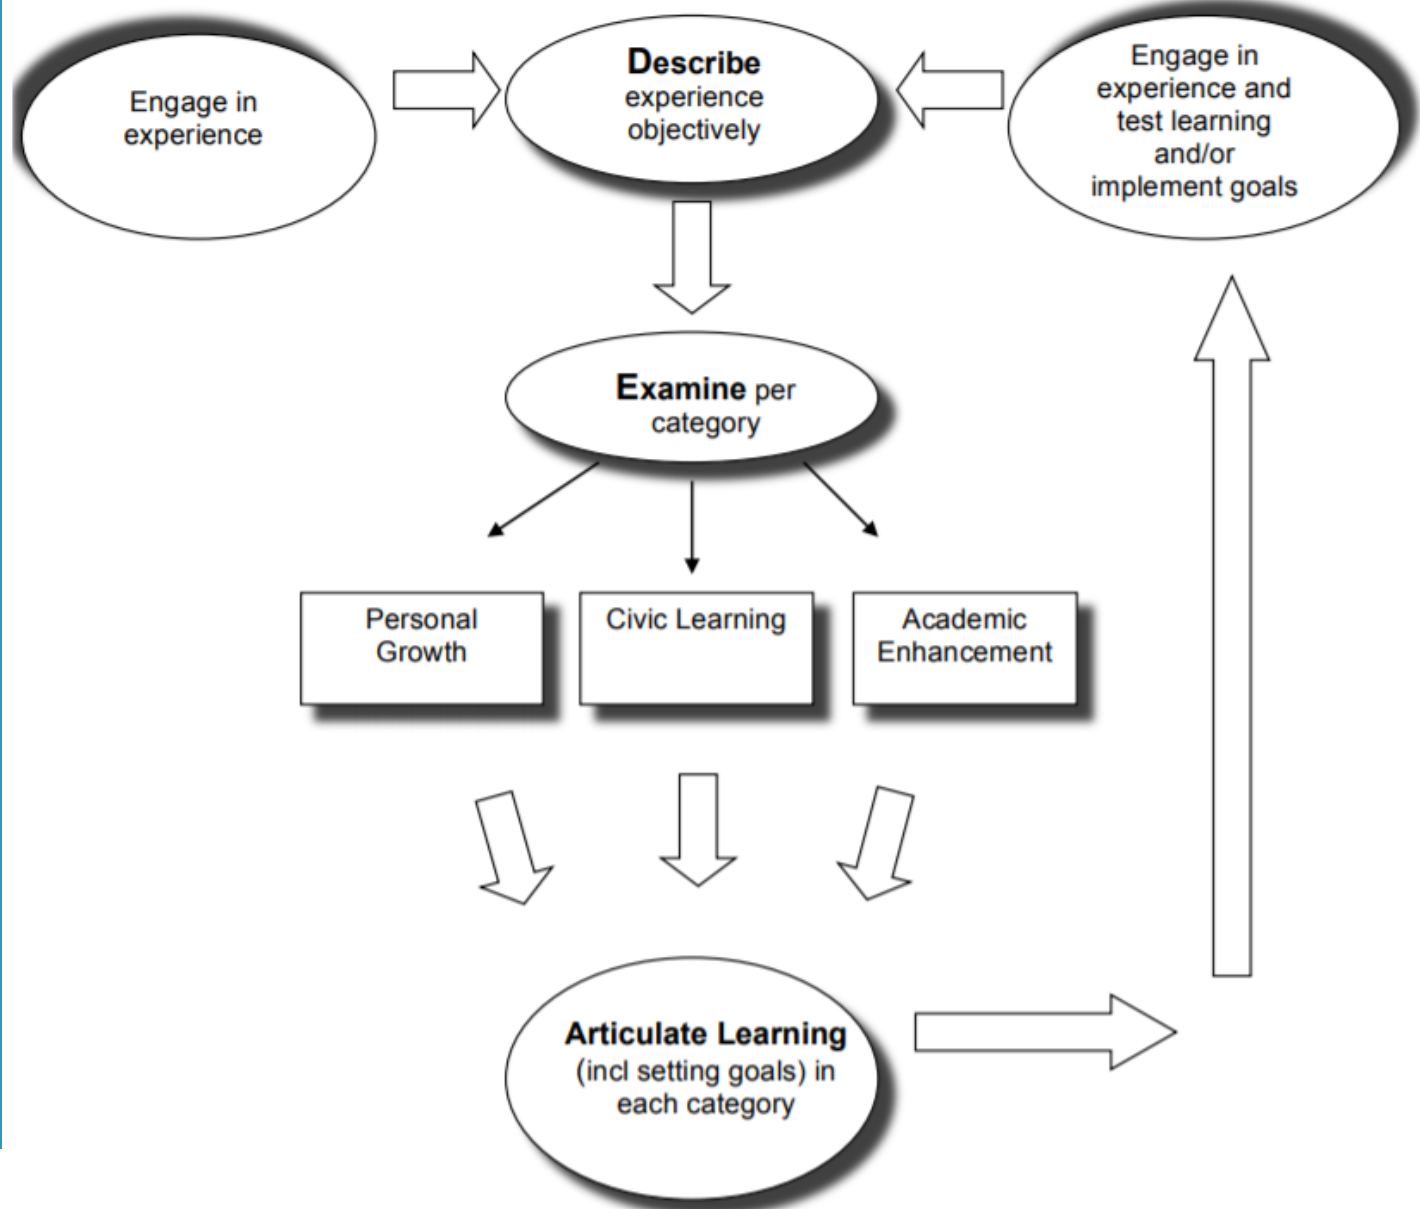 Engage in
experience
Describe
experience
objectively
Engage in
experience and
test learning
and/or
implement goals
Examine per
category
Personal
Growth
Civic Learning
Academic
Enhancement
Articulate Learning
(incl setting goals) in
each category